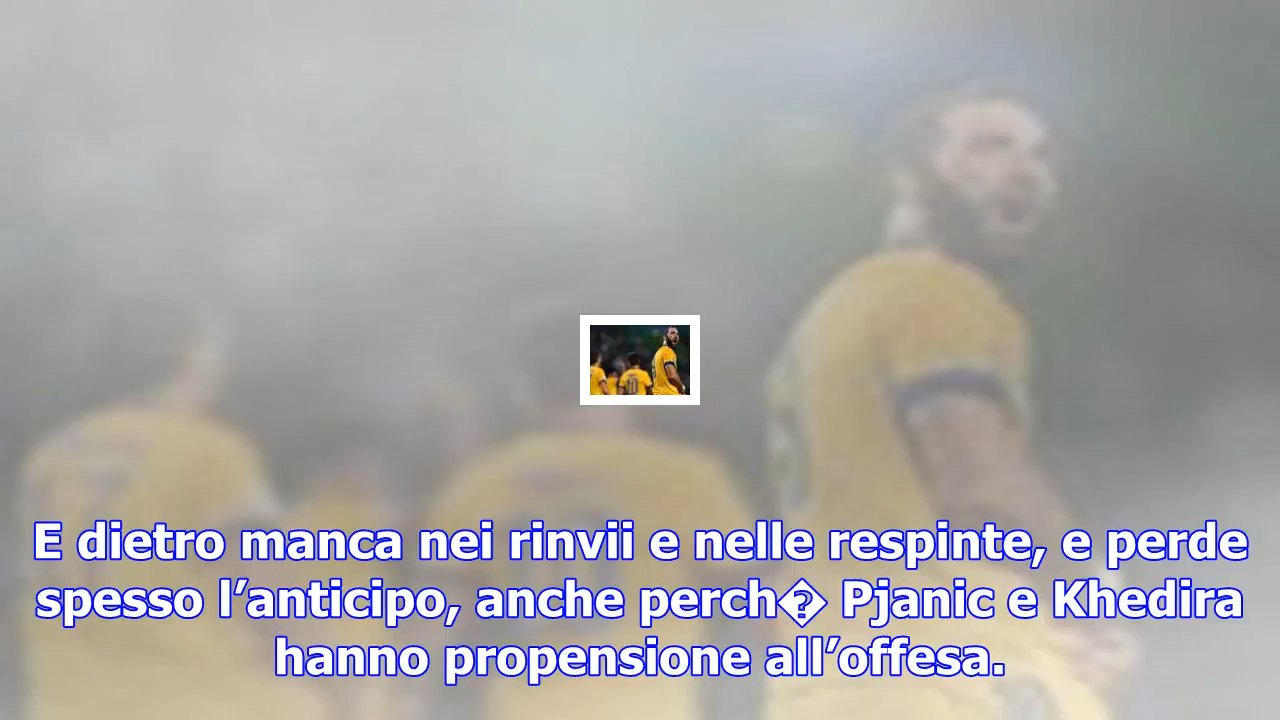 E dietro manca nei rinvii e nelle respinte, e perde
spesso l’anticipo, anche perch� Pjanic e Khedira
hanno propensione all’offesa.